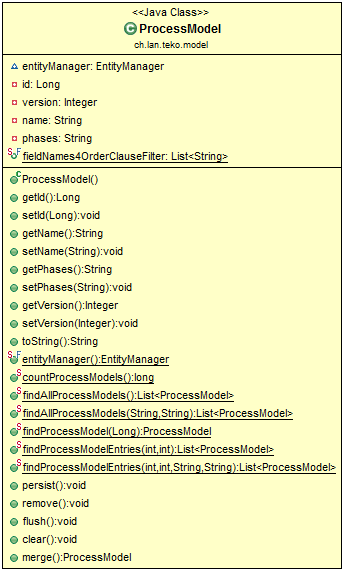 <<Java Class>>
ProcessModel
ch.lan.teko.model
entityManager: EntityManager
id: Long
version: Integer
name: String
phases: String
fieldNames4OrderClauseFilter: List<String>
ProcessModel()
getId():Long
setId(Long):void
getName():String
setName(String):void
getPhases():String
setPhases(String):void
getVersion():Integer
setVersion(Integer):void
toString():String
entityManager():EntityManager
countProcessModels():long
findAllProcessModels():List<ProcessModel>
findAllProcessModels(String,String):List<ProcessModel>
findProcessModel(Long):ProcessModel
findProcessModelEntries(int,int):List<ProcessModel>
findProcessModelEntries(int,int,String,String):List<ProcessModel>
persist():void
remove():void
flush():void
clear():void
merge():ProcessModel